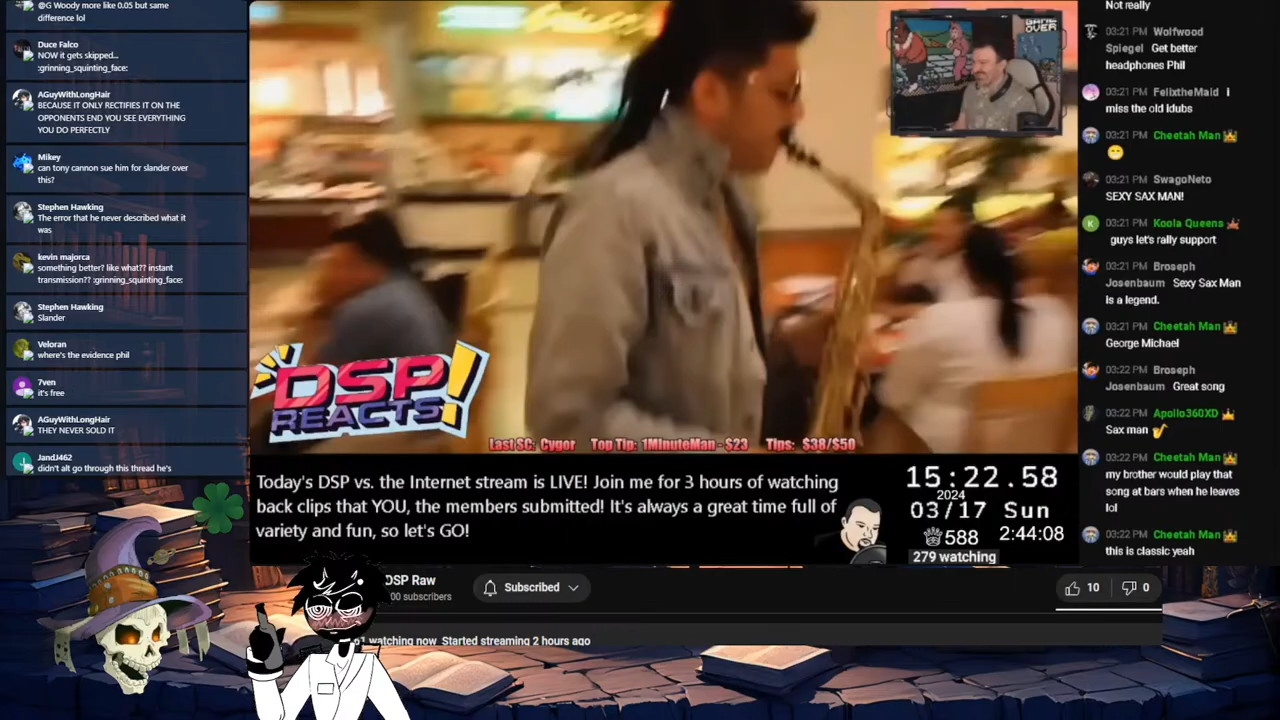 @G Woody more like 0.05 but same
difference lol
Duce Falco
NOW it gets skipped...
:grinning_squinting_face:
AGuyWithLongHair
BECAUSE IT ONLY RECTIFIES IT ON THE
OPPONENTS END YOU SEE EVERYTHING
YOU DO PERFECTLY
Mikey
can tony cannon sue him for slander over
this?
Stephen Hawking
The error that he never described what it
was
kevin majorca
something better? like what?? instant
transmission?? :grinning_squinting_face:
Stephen Hawking
Slander
Veloran
where's the evidence phil
7ven
it's free
AGuyWithLongHair
THEY NEVER SOLD IT
JandJ462
didn't alt go through this thread he's
GAME
OVER
DSP
REACTS!
Last SC: Cygor Top Tip: 1MinuteMan - $23 Tips: $38/$50
Today's DSP vs. the Internet stream is LIVE! Join me for 3 hours of watching
back clips that YOU, the members submitted! It's always a great time full of
variety and fun, so let's GO!
15:22.58
2024
03/17 Sun
588
2:44:08
279 watching
DSP Raw
00 subscribers
Subscribed
10
0
watching now Started streaming 2 hours ago
Not really
03:21 PM Wolfwood
Spiegel Get better
headphones Phil
03:21 PM FelixtheMaid i
miss the old idubs
03:21 PM Cheetah Man
03:21 PM SwagoNeto
SEXY SAX MAN!
03:21 PM Koola Queens
guys let's rally support
03:21 PM Broseph
Josenbaum Sexy Sax Man
is a legend.
03:21 PM Cheetah Man
George Michael
03:22 PM Broseph
Josenbaum Great song
03:22 PM Apollo360XD
Sax man
03:22 PM Cheetah Man
my brother would play that
song at bars when he leaves
lol
03:22 PM Cheetah Man
this is classic yeah